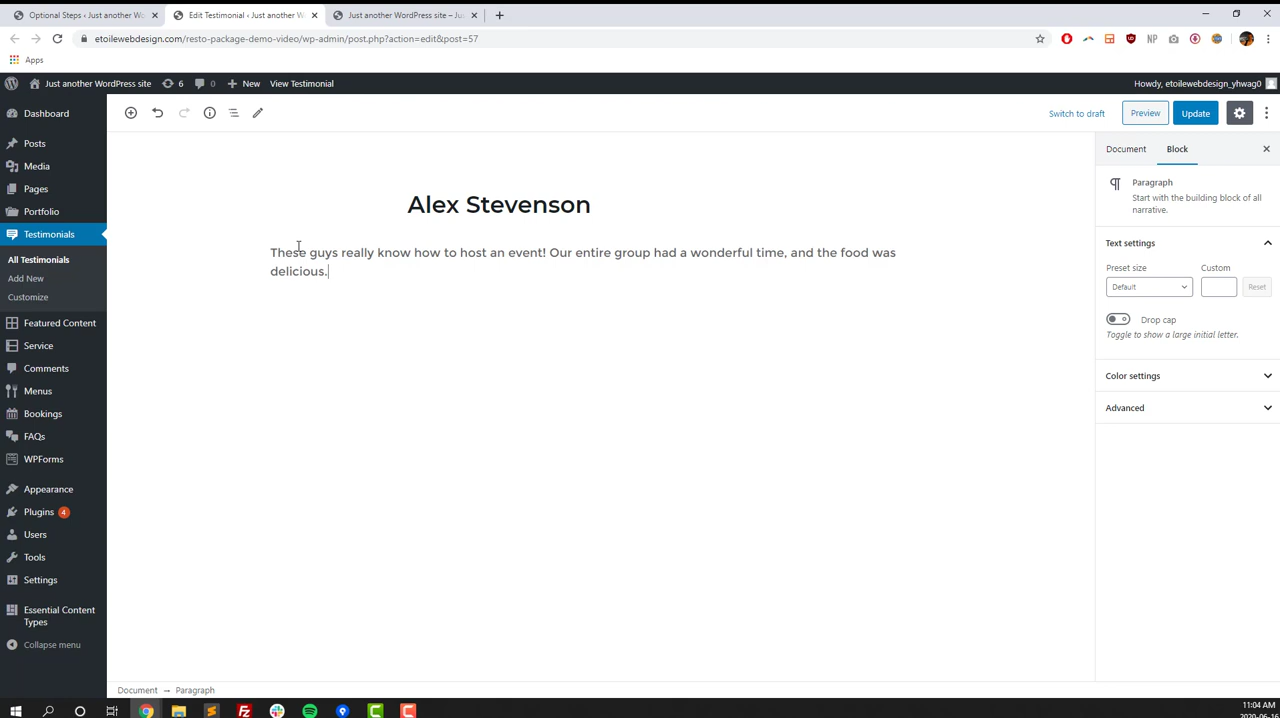 Optional Steps ‹ Just another Wo
Edit Testimonial ‹ Just another W
Just another WordPress site – Jus
etoilewebdesign.com/resto-package-demo-video/wp-admin/post.php?action=edit&post=57
Apps
Just another WordPress site
6
0
New
View Testimonial
Howdy, etoilewebdesign_yhwag0
Dashboard
Posts
Media
Pages
Portfolio
Testimonials
All Testimonials
Add New
Customize
Featured Content
Service
Comments
Menus
Bookings
FAQs
WPForms
Appearance
Plugins 4
Users
Tools
Settings
Essential Content
Types
Collapse menu
Switch to draft
Preview
Update
Alex Stevenson
These guys really know how to host an event! Our entire group had a wonderful time, and the food was
delicious.
Document
Block
Paragraph
Start with the building block of all
narrative.
Text settings
Preset size
Custom
Default
Reset
Drop cap
Toggle to show a large initial letter.
Color settings
Advanced
Document → Paragraph
11:04 AM
2020-06-16